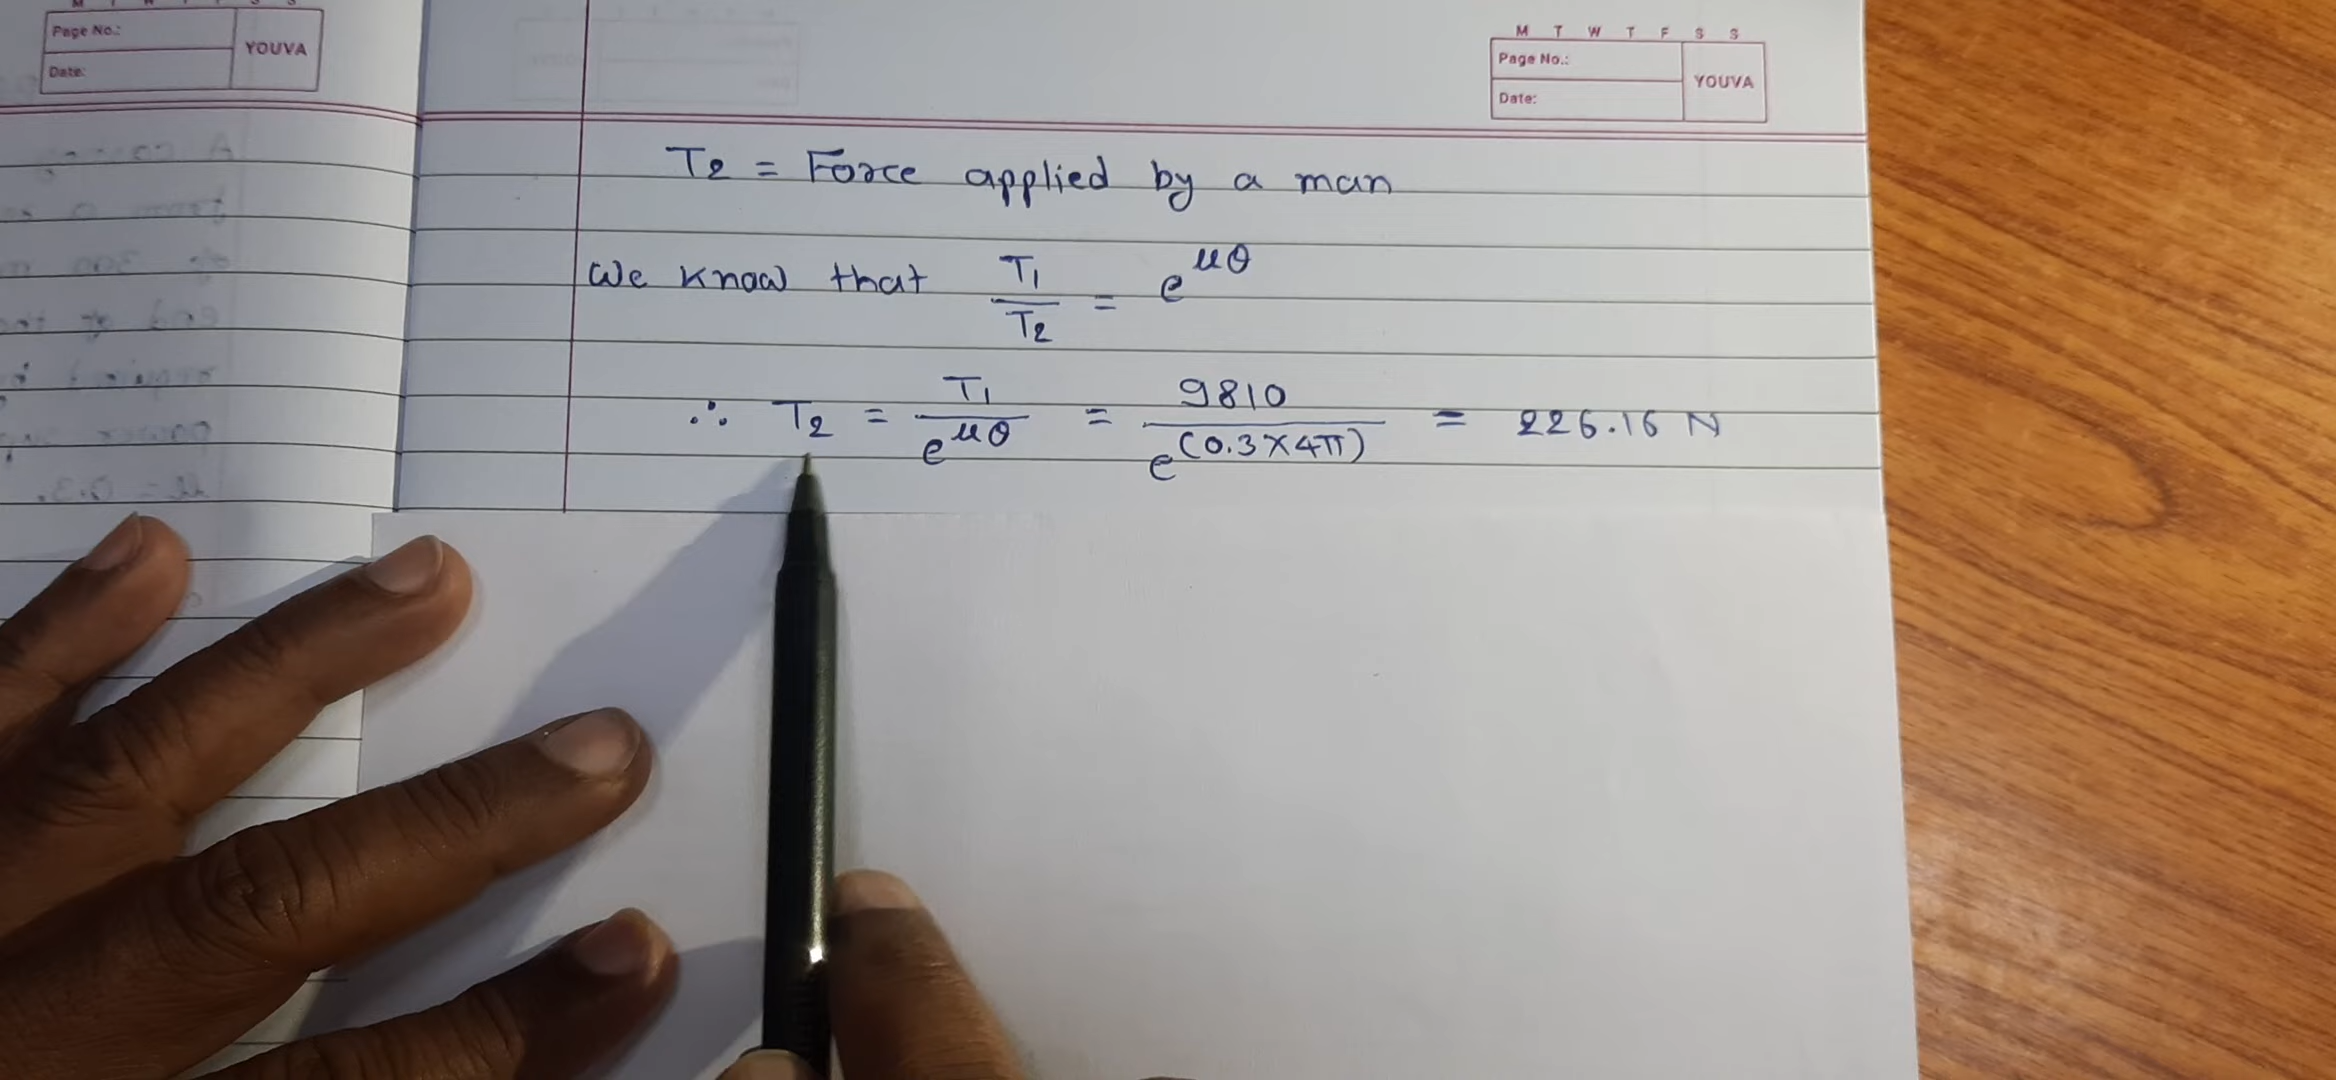 M T W T F S S
Page No.:
YOUVA
Date:
M T W T F S S
Page No.:
YOUVA
Date:
T2 = Force applied by a man
We know that T1/T2 = e^μθ
∴ T2 = T1/e^μθ = 9810/e^(0.3×4π) = 226.16 N